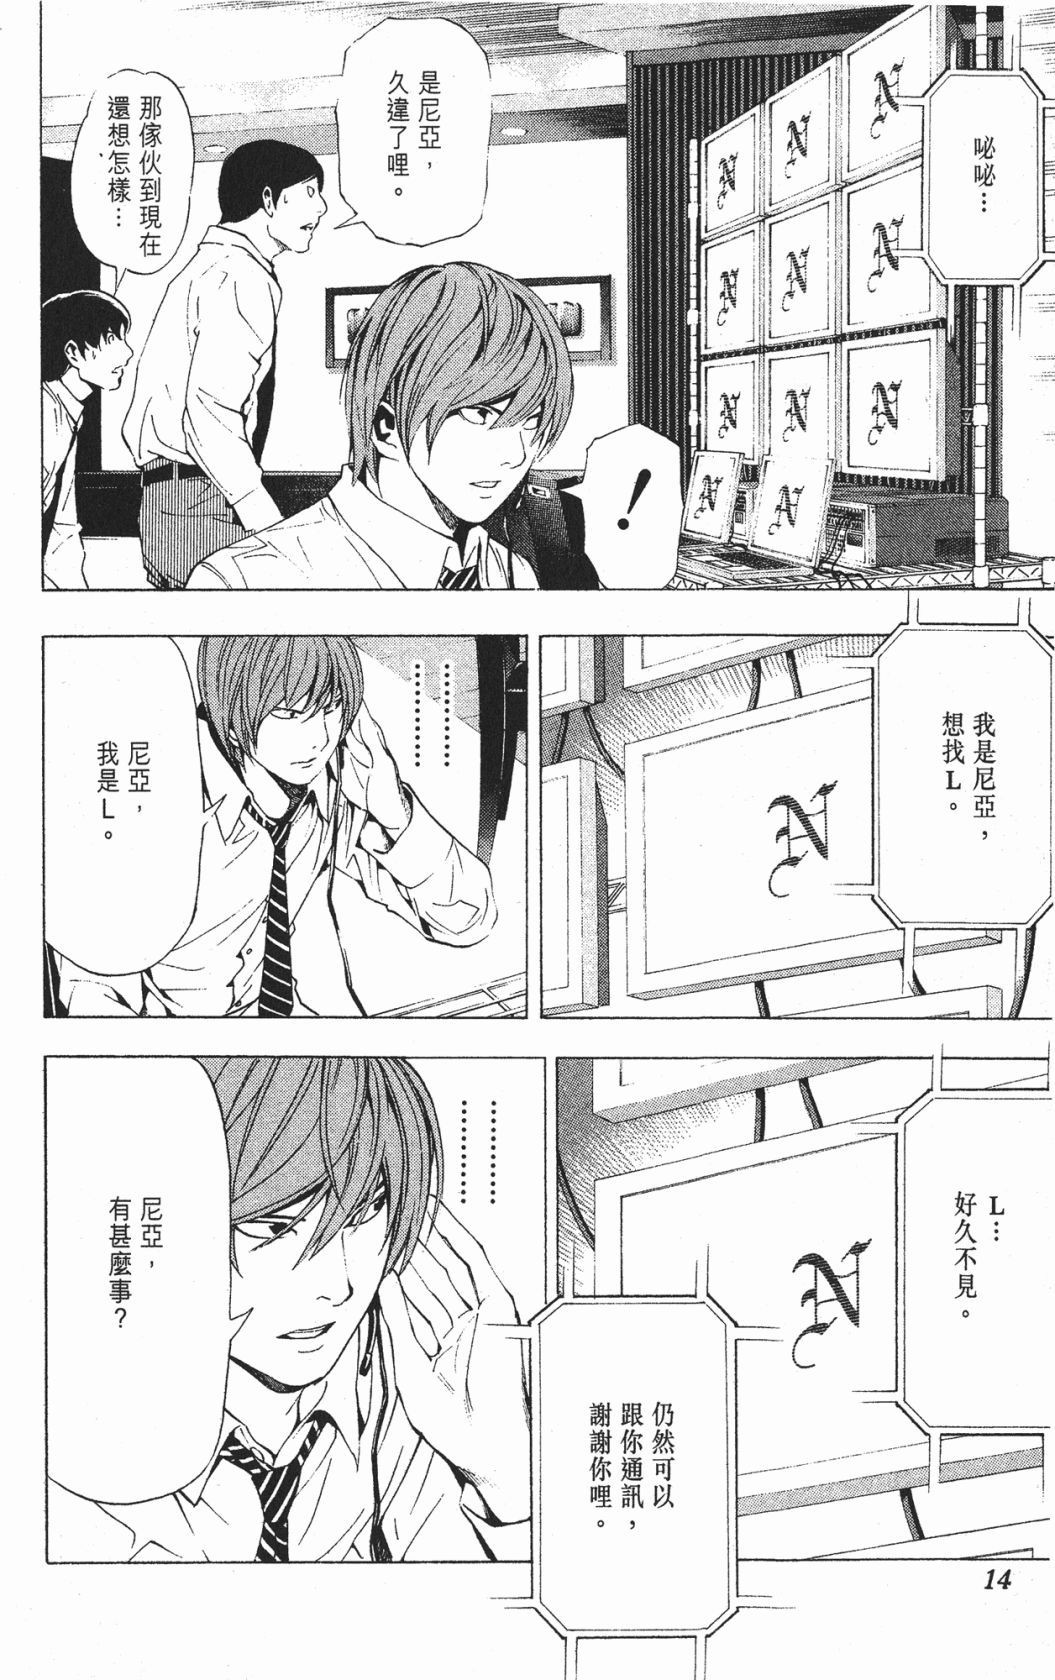 嗶嗶…
！
是尼亞，
久違了哩。
那傢伙到現在
還想怎樣…
N
N
N
N
N
N
N
N
N
N
N
我是尼亞，
想找L。
N
………
………
尼亞，
我是L。
L…
好久不見。
N
仍然可以
跟你通訊，
謝謝你哩。
………
………
尼亞，
有甚麼事？
14